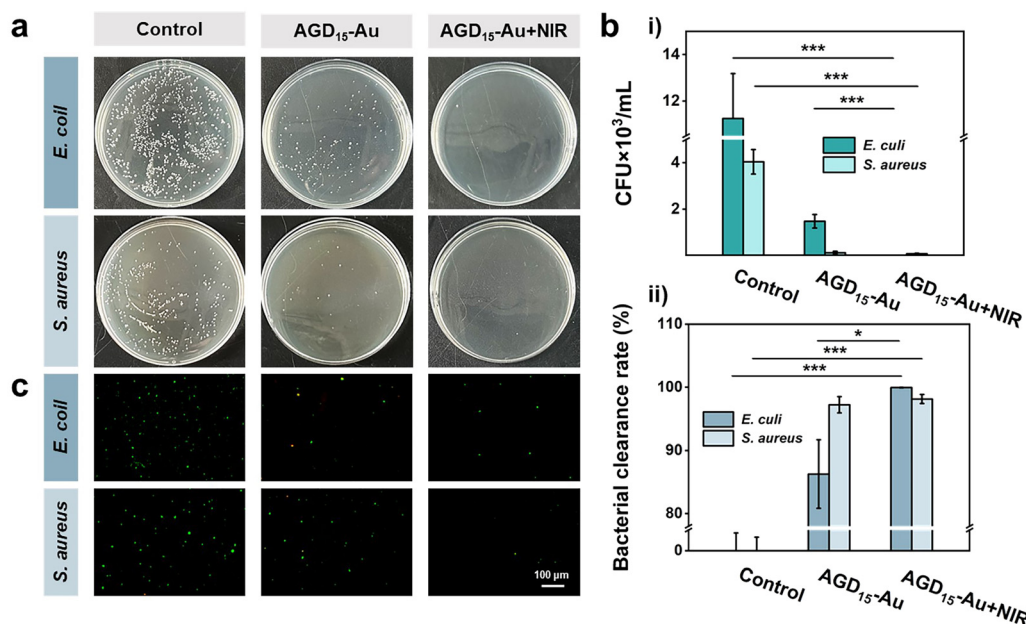 a
Control
AGD₁₅-Au
AGD₁₅-Au+NIR
E. coil
S. aureus
c
E. coil
S. aureus
100 µm
b
i)
CFU×10³/mL
14
12
4
2
***
***
***
E. culi
S. aureus
Control
AGD₁₅-Au
AGD₁₅-Au+NIR
ii)
Bacterial clearance rate (%)
110
100
90
80
0
*
***
***
E. culi
S. aureus
Control
AGD₁₅-Au
AGD₁₅-Au+NIR